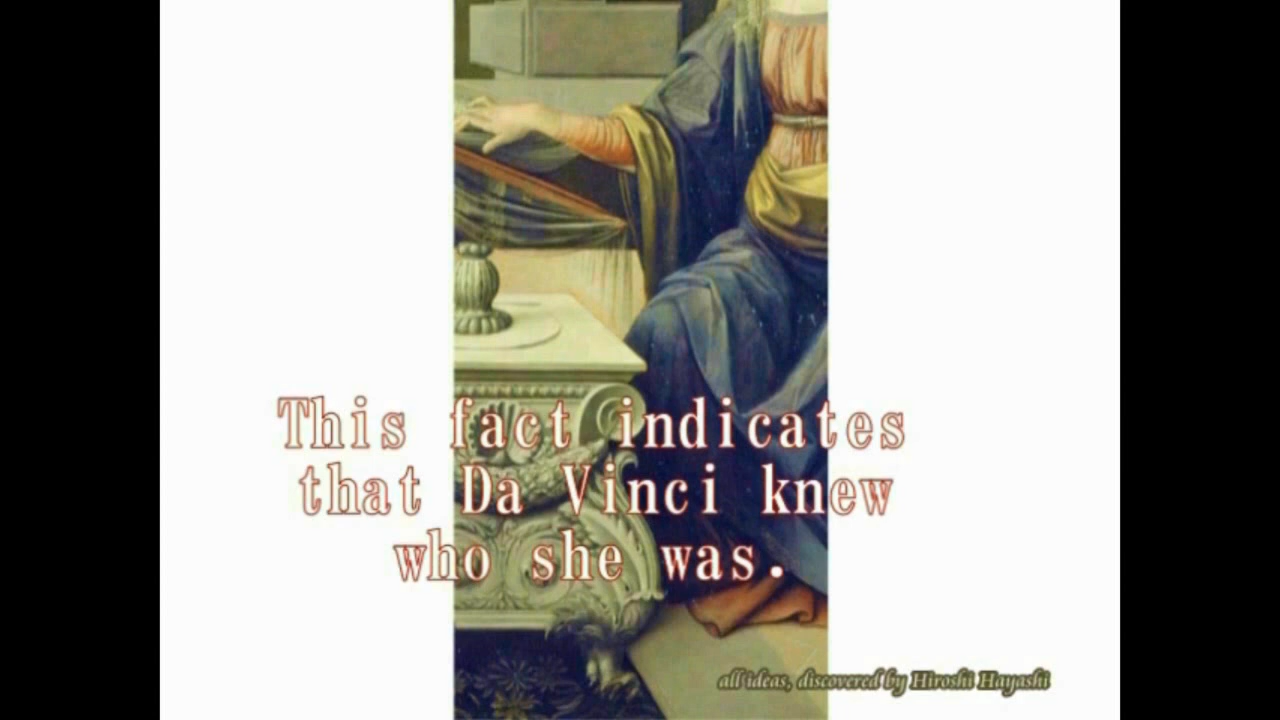 This fact indicates
that Da Vinci knew
who she was.
all ideas, discovered by Hiroshi Hayashi